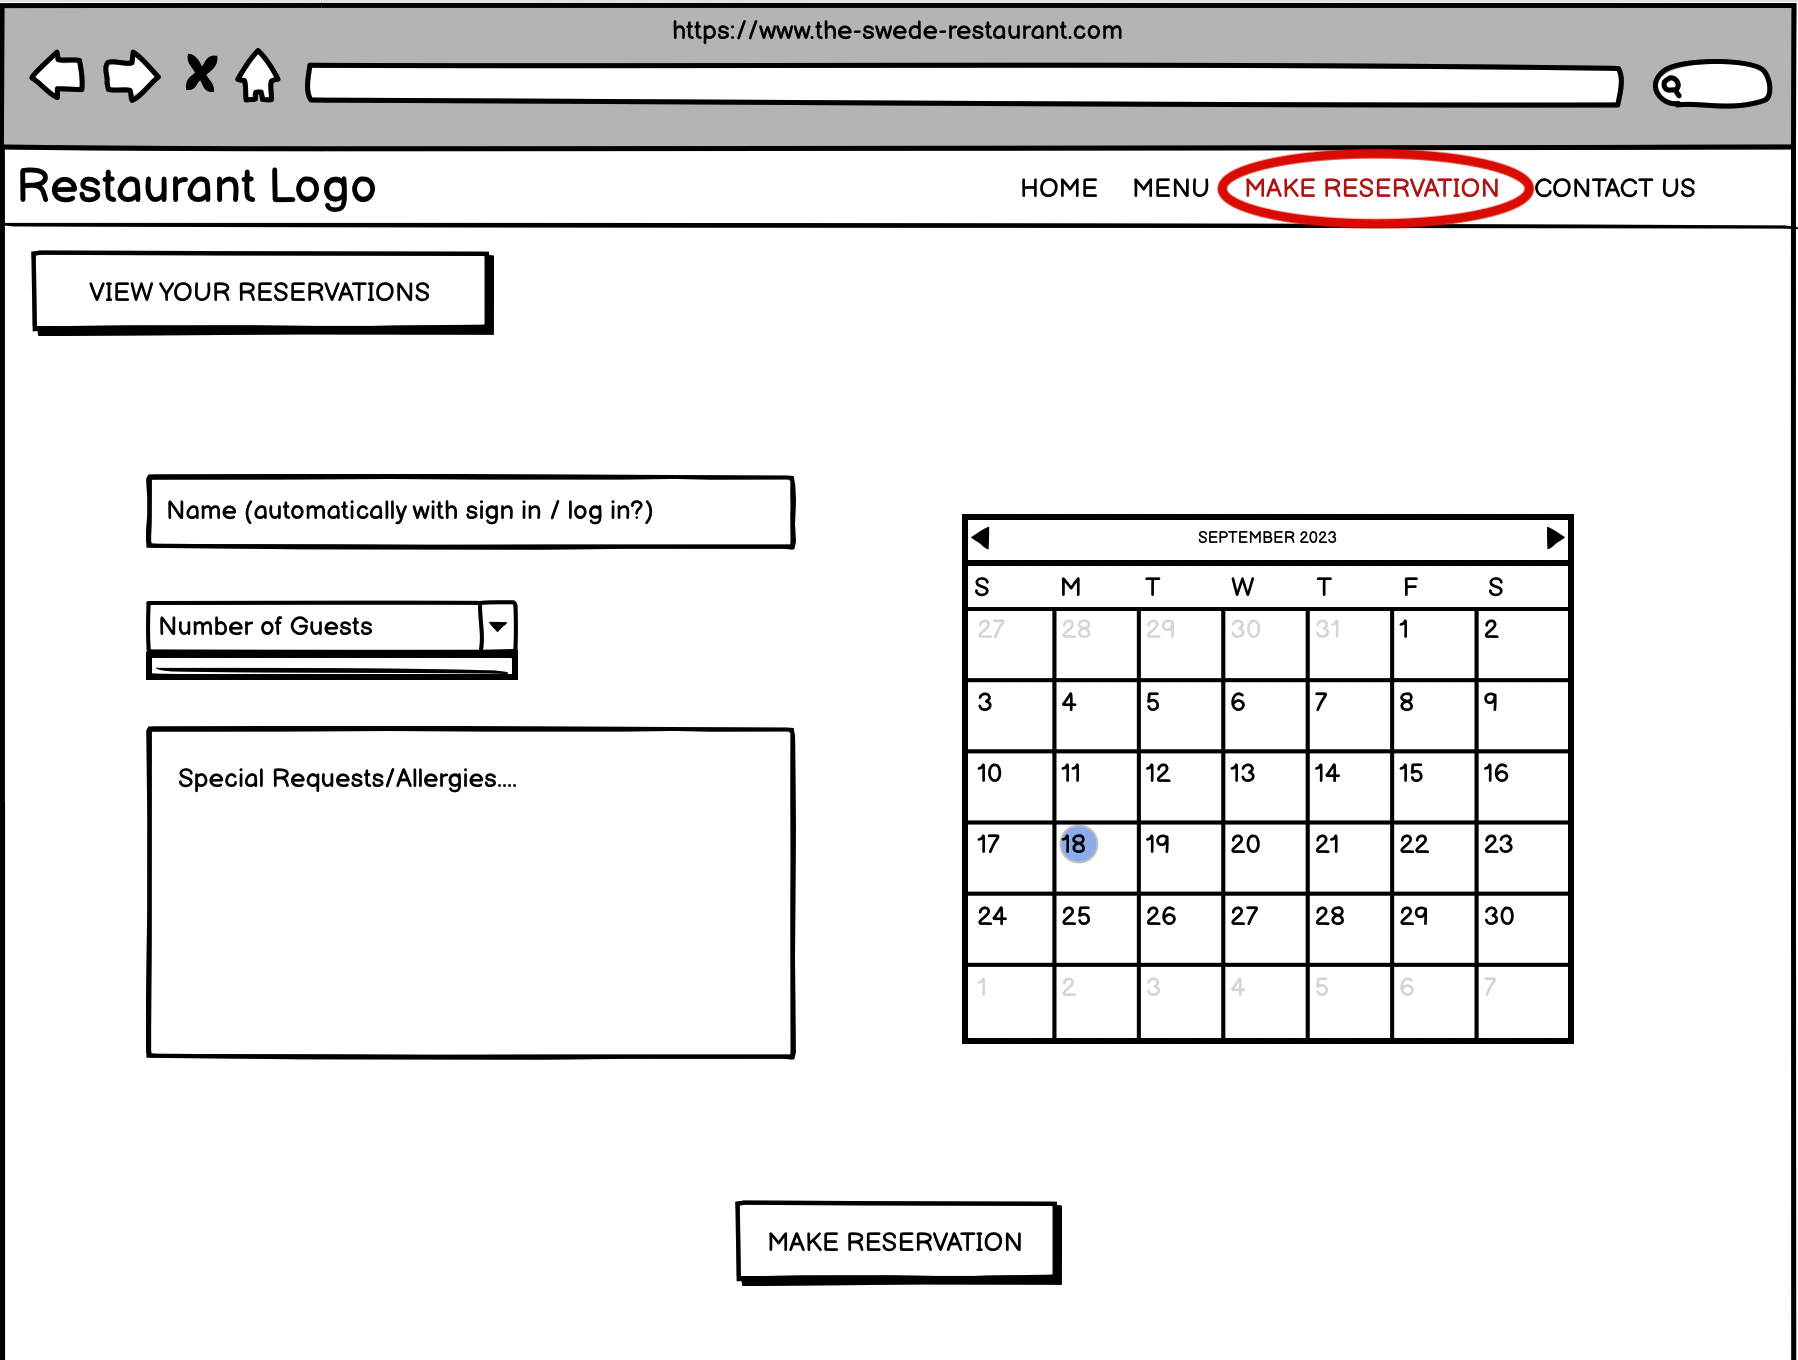 https://www.the-swede-restaurant.com
Restaurant Logo
HOME MENU MAKE RESERVATION CONTACT US
VIEW YOUR RESERVATIONS
Name (automatically with sign in / log in?)
Number of Guests
Special Requests/Allergies....
SEPTEMBER 2023
S M T W T F S
27 28 29 30 31 1 2
3 4 5 6 7 8 9
10 11 12 13 14 15 16
17 18 19 20 21 22 23
24 25 26 27 28 29 30
1 2 3 4 5 6 7
MAKE RESERVATION